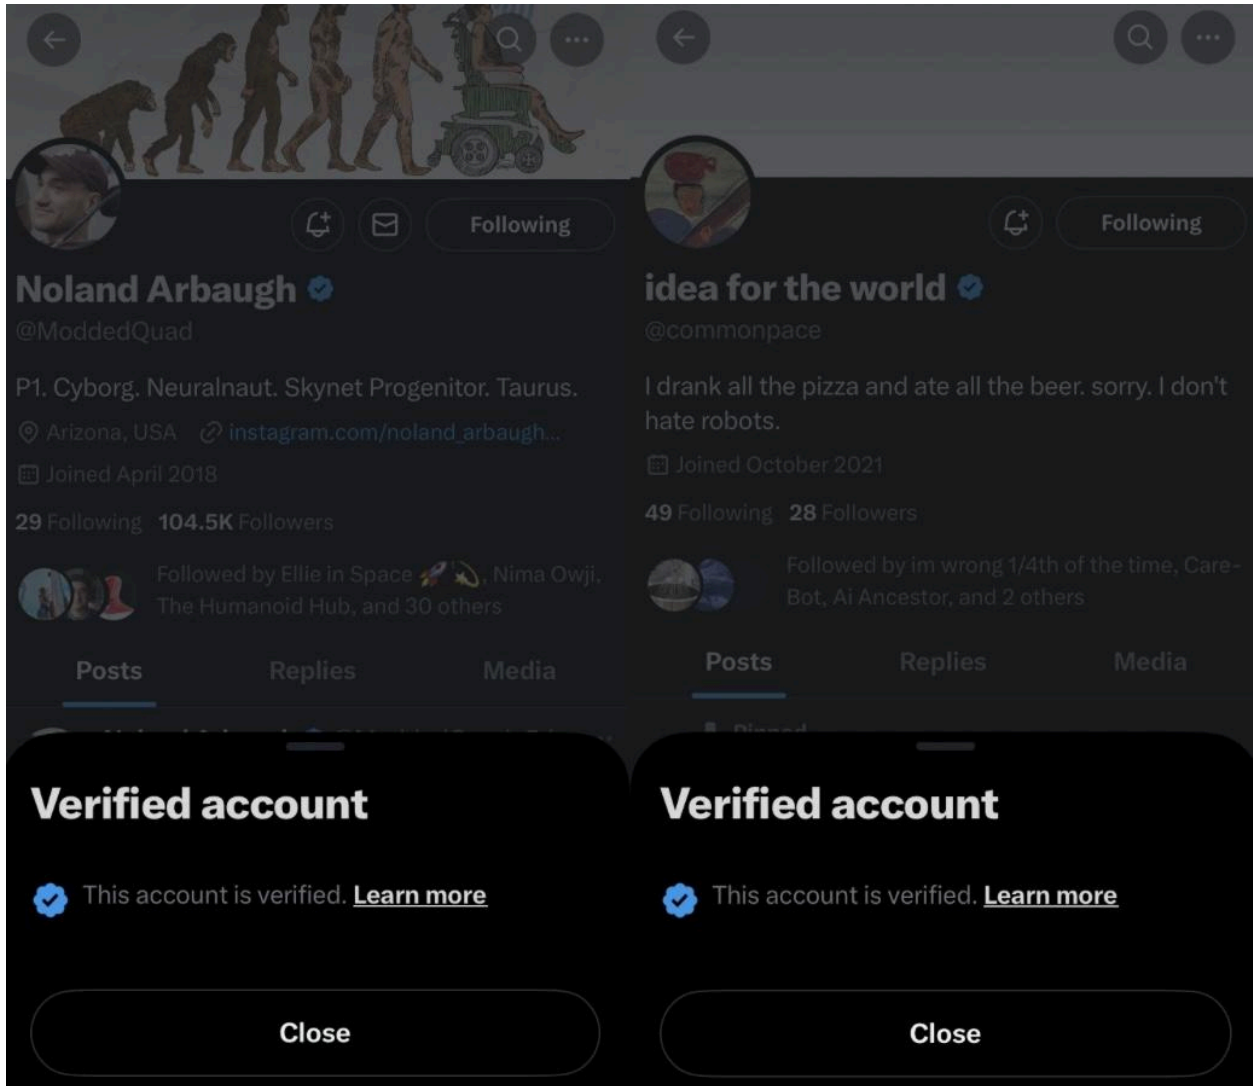 Following
Noland Arbaugh
@ModdedQuad
P1. Cyborg. Neuralnaut. Skynet Progenitor. Taurus.
Arizona, USA instagram.com/noland_arbaugh...
Joined April 2018
29 Following 104.5K Followers
Followed by Ellie in Space 🚀💫, Nima Owji,
The Humanoid Hub, and 30 others
Posts Replies Media
Verified account
This account is verified. Learn more
Close
Following
idea for the world
@commonpace
I drank all the pizza and ate all the beer. sorry. I don't
hate robots.
Joined October 2021
49 Following 28 Followers
Followed by im wrong 1/4th of the time, Care-
Bot, Ai Ancestor, and 2 others
Posts Replies Media
Pinned
Verified account
This account is verified. Learn more
Close